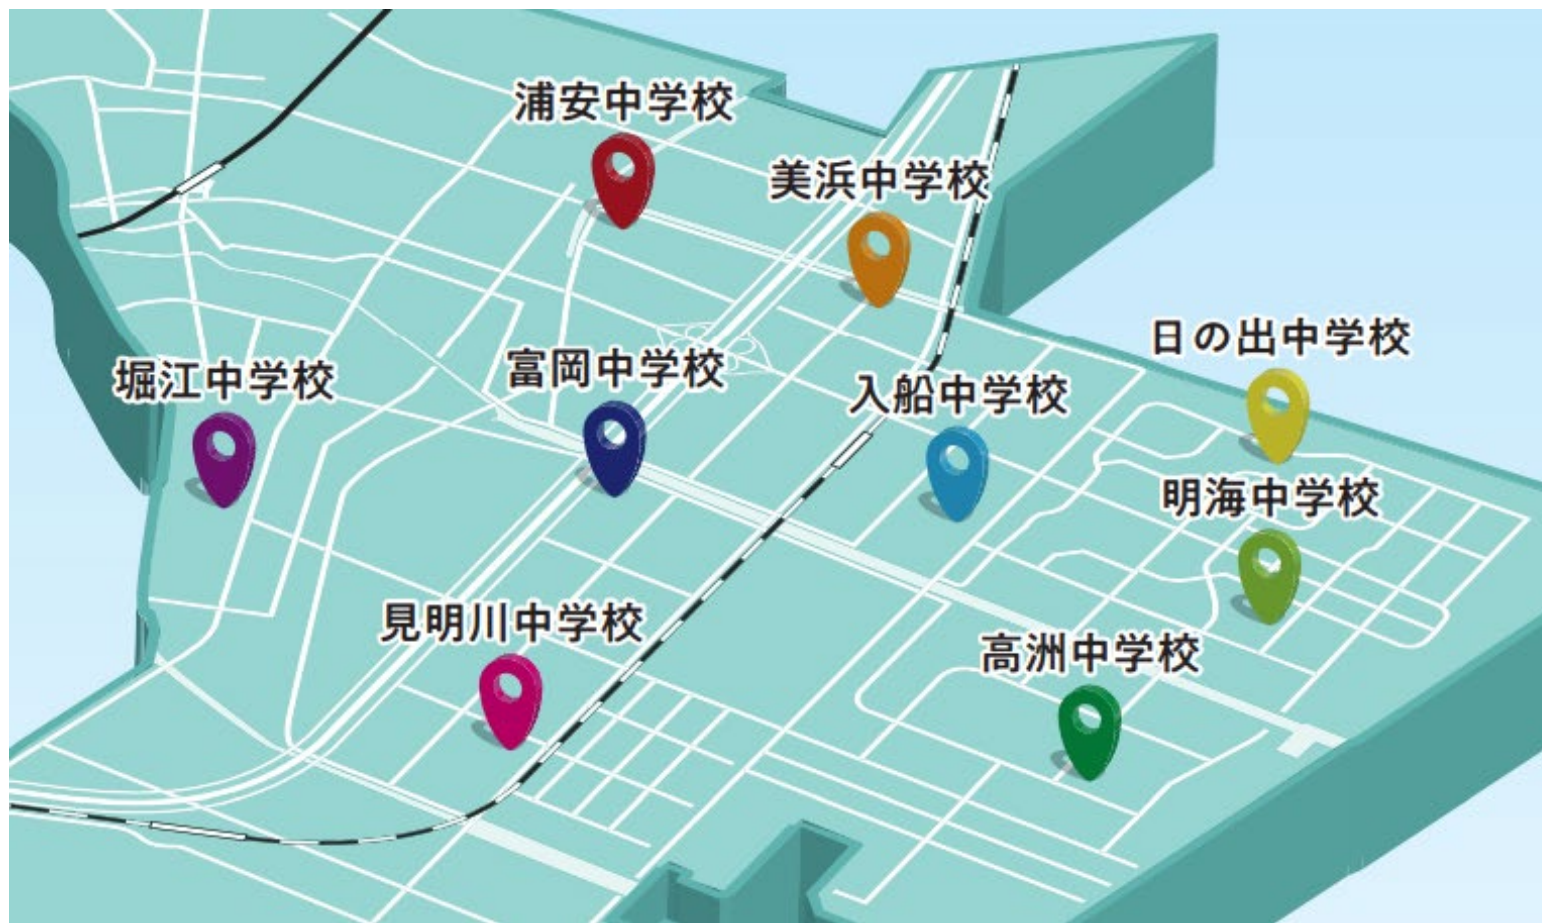 浦安中学校
美浜中学校
日の出中学校
堀江中学校
富岡中学校
入船中学校
明海中学校
見明川中学校
高洲中学校